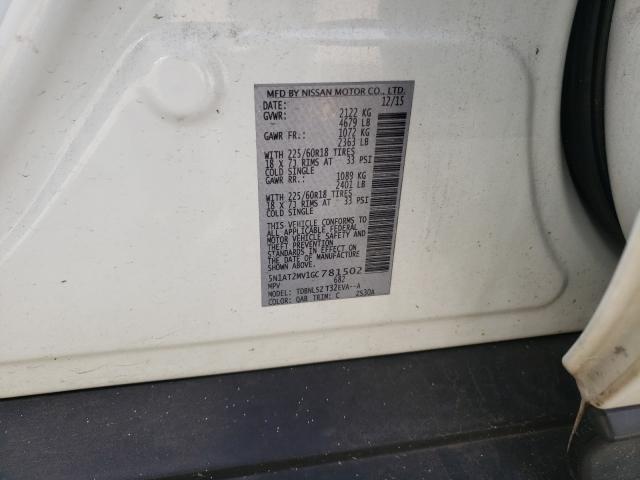 MFD BY NISSAN MOTOR CO., LTD.
DATE: 12/15
GVWR: 2122 KG
4679 LB
GAWR FR.: 1072 KG
2363 LB
WITH 225/60R18 TIRES
18 X 7J RIMS AT 33 PSI
COLD SINGLE
GAWR RR.: 1089 KG
2401 LB
WITH 225/60R18 TIRES
18 X 7J RIMS AT 33 PSI
COLD SINGLE
THIS VEHICLE CONFORMS TO
ALL APPLICABLE FEDERAL
MOTOR VEHICLE SAFETY AND
THEFT PREVENTION
STANDARDS IN EFFECT ON
THE DATE OF MANUFACTURE
SHOWN ABOVE.
5N1AT2MV1GC781502
MPV 682
MODEL: TDBNLS2 T32EVA--A
COLOR: QAB TRIM: C 2S30A